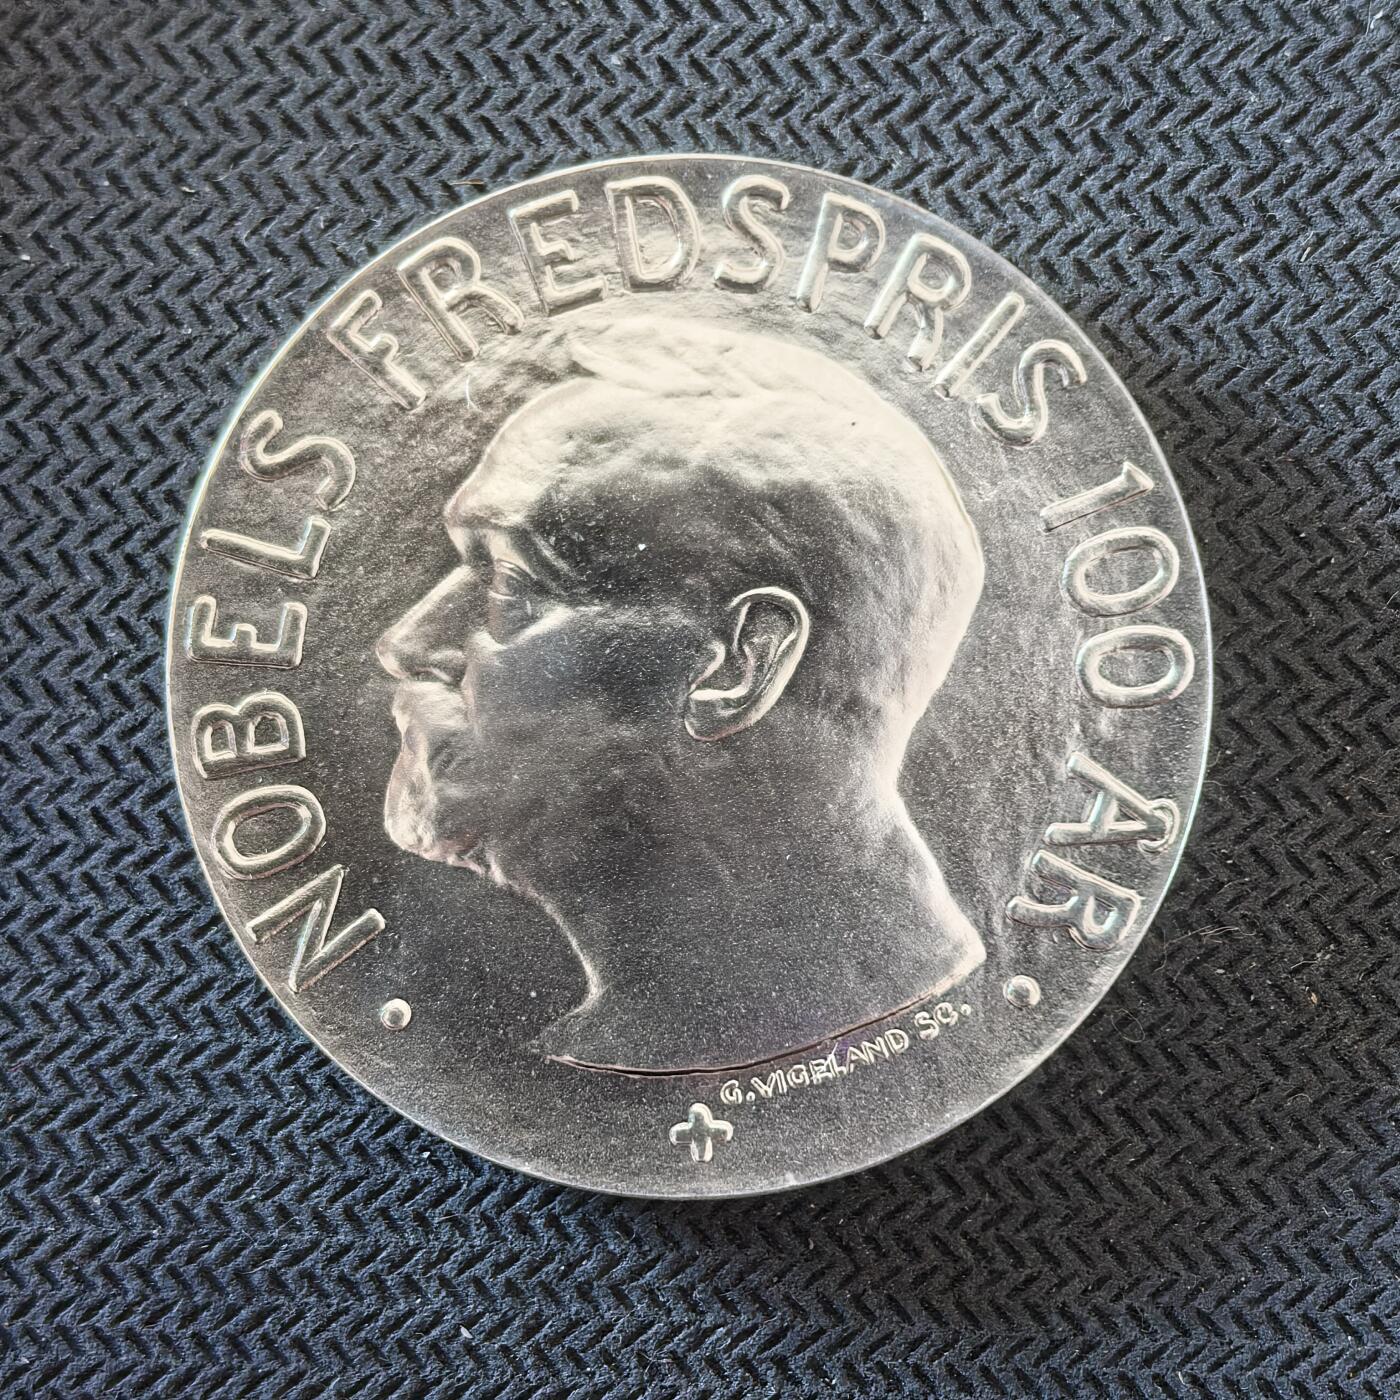 NOBELS FREDSPRIS 100 ÅR
G. VIGELAND SC.